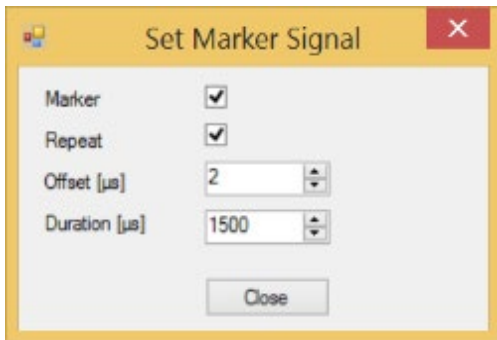 Set Marker Signal
Marker
Repeat
Offset [µs] 2
Duration [µs] 1500
Close